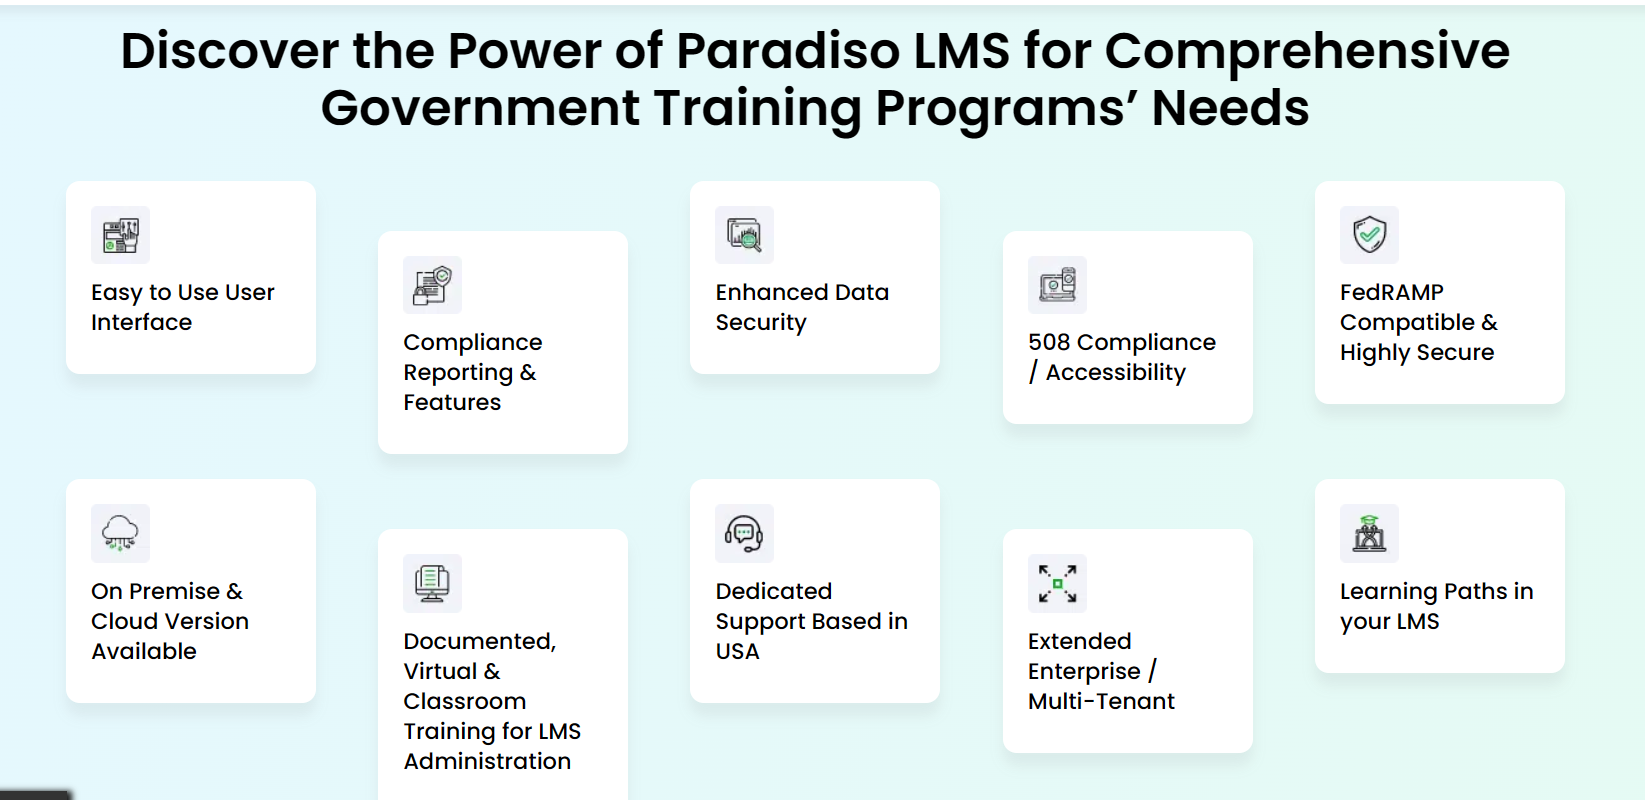 Discover the Power of Paradiso LMS for Comprehensive
Government Training Programs’ Needs
Easy to Use User
Interface
Compliance
Reporting &
Features
Enhanced Data
Security
508 Compliance
/ Accessibility
FedRAMP
Compatible &
Highly Secure
On Premise &
Cloud Version
Available
Documented,
Virtual &
Classroom
Training for LMS
Administration
Dedicated
Support Based in
USA
Extended
Enterprise /
Multi-Tenant
Learning Paths in
your LMS